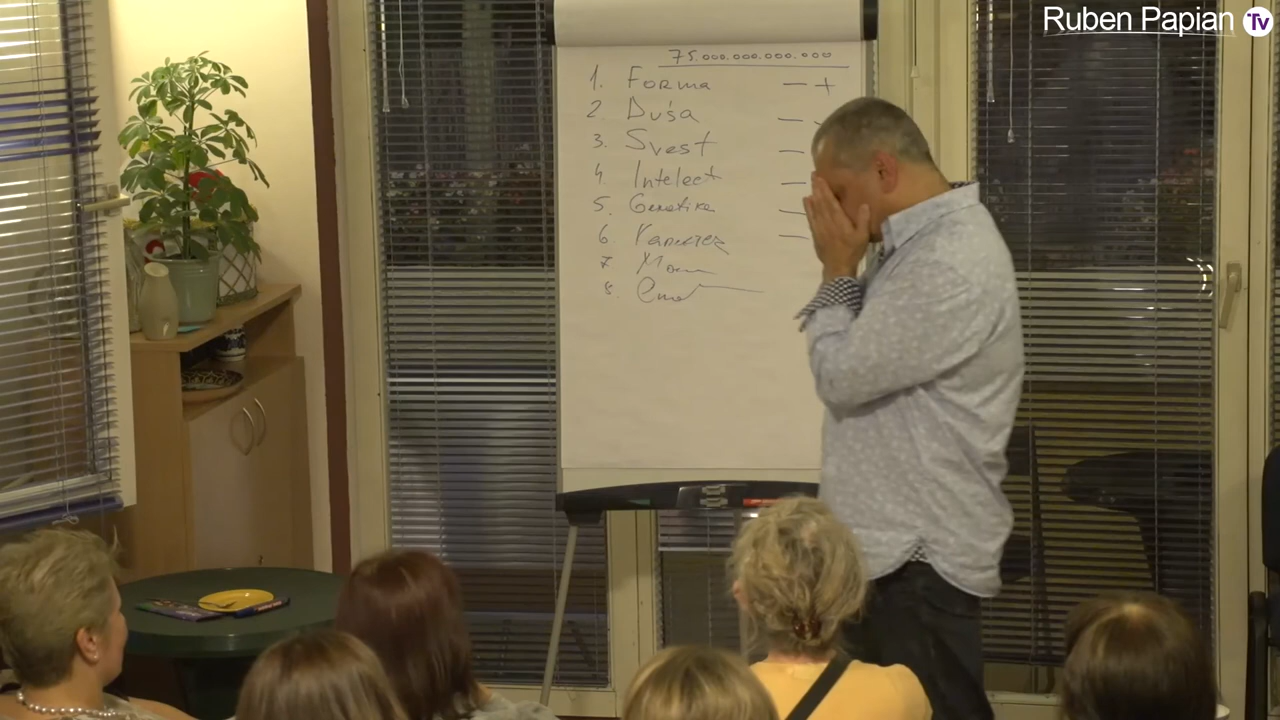 Ruben Papian Tv
75.000.000.000.000
1. Forma — +
2. Duša —
3. Svest —
4. Intelect —
5. Genetika —
6. —
7.
8.